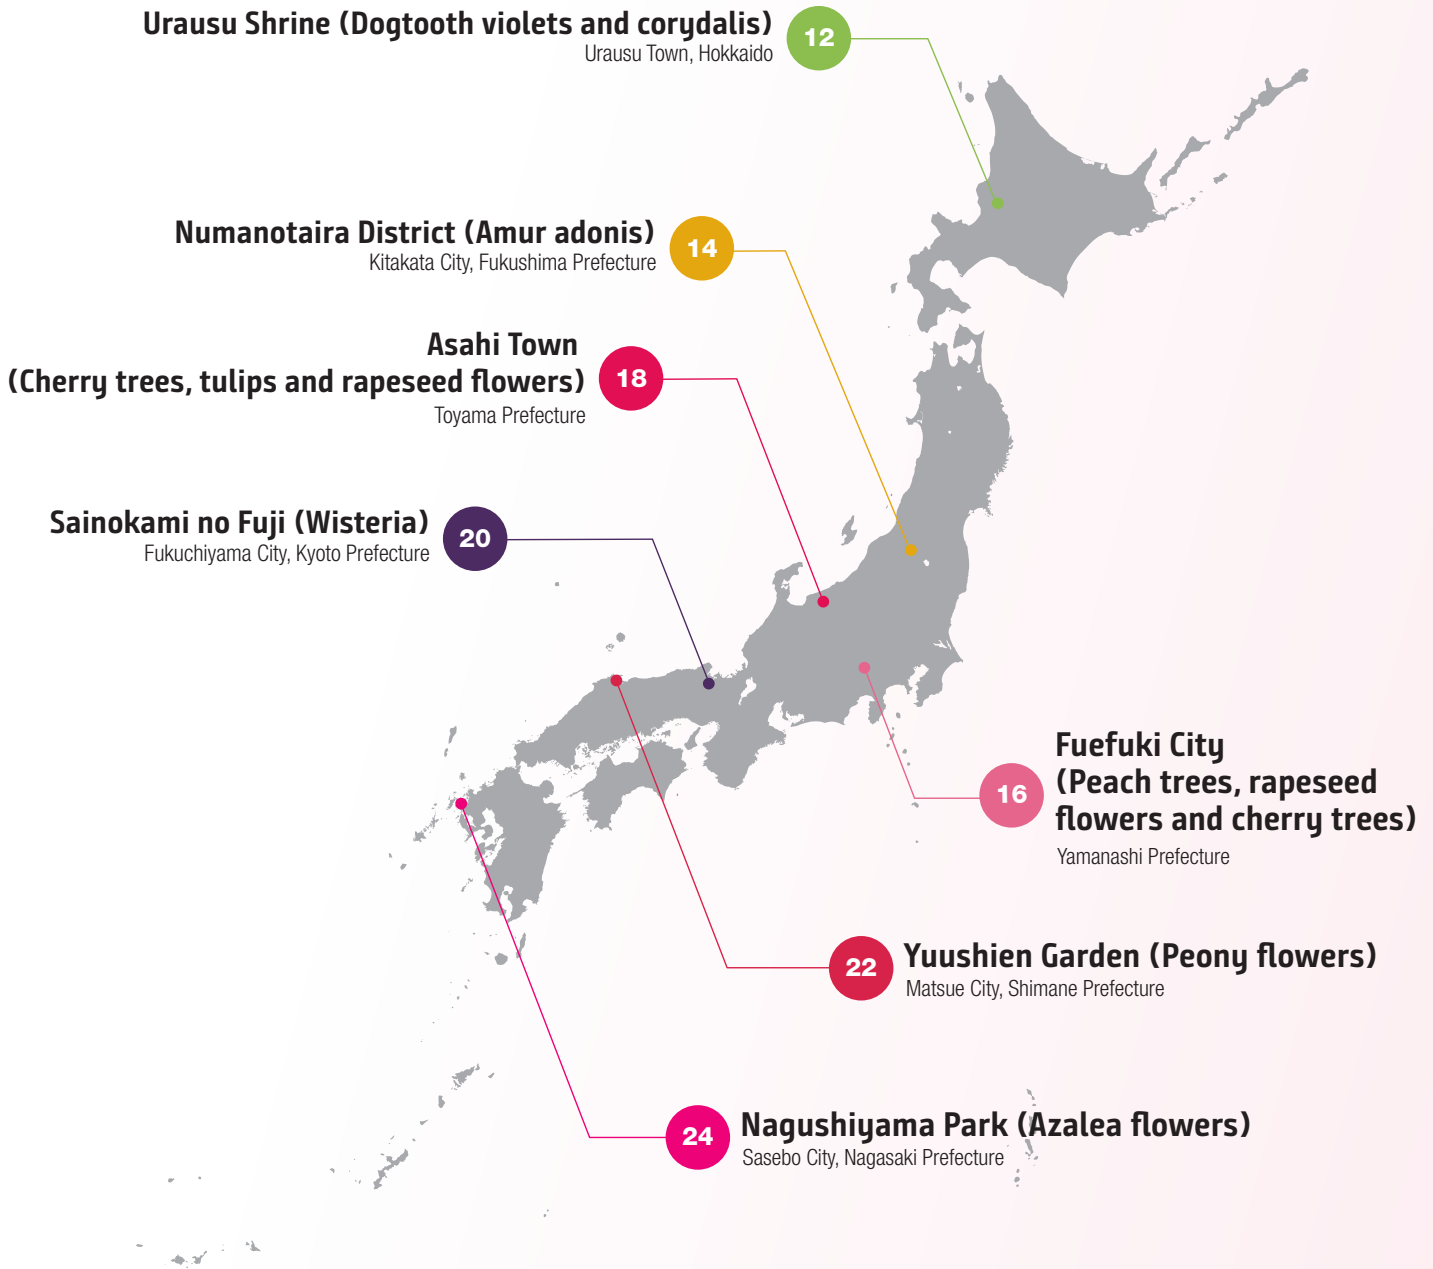 Urausu Shrine (Dogtooth violets and corydalis)
Urausu Town, Hokkaido
12
Numanotaira District (Amur adonis)
Kitakata City, Fukushima Prefecture
14
Asahi Town
(Cherry trees, tulips and rapeseed flowers)
Toyama Prefecture
18
Sainokami no Fuji (Wisteria)
Fukuchiyama City, Kyoto Prefecture
20
16
Fuefuki City
(Peach trees, rapeseed
flowers and cherry trees)
Yamanashi Prefecture
22
Yuushien Garden (Peony flowers)
Matsue City, Shimane Prefecture
24
Nagushiyama Park (Azalea flowers)
Sasebo City, Nagasaki Prefecture